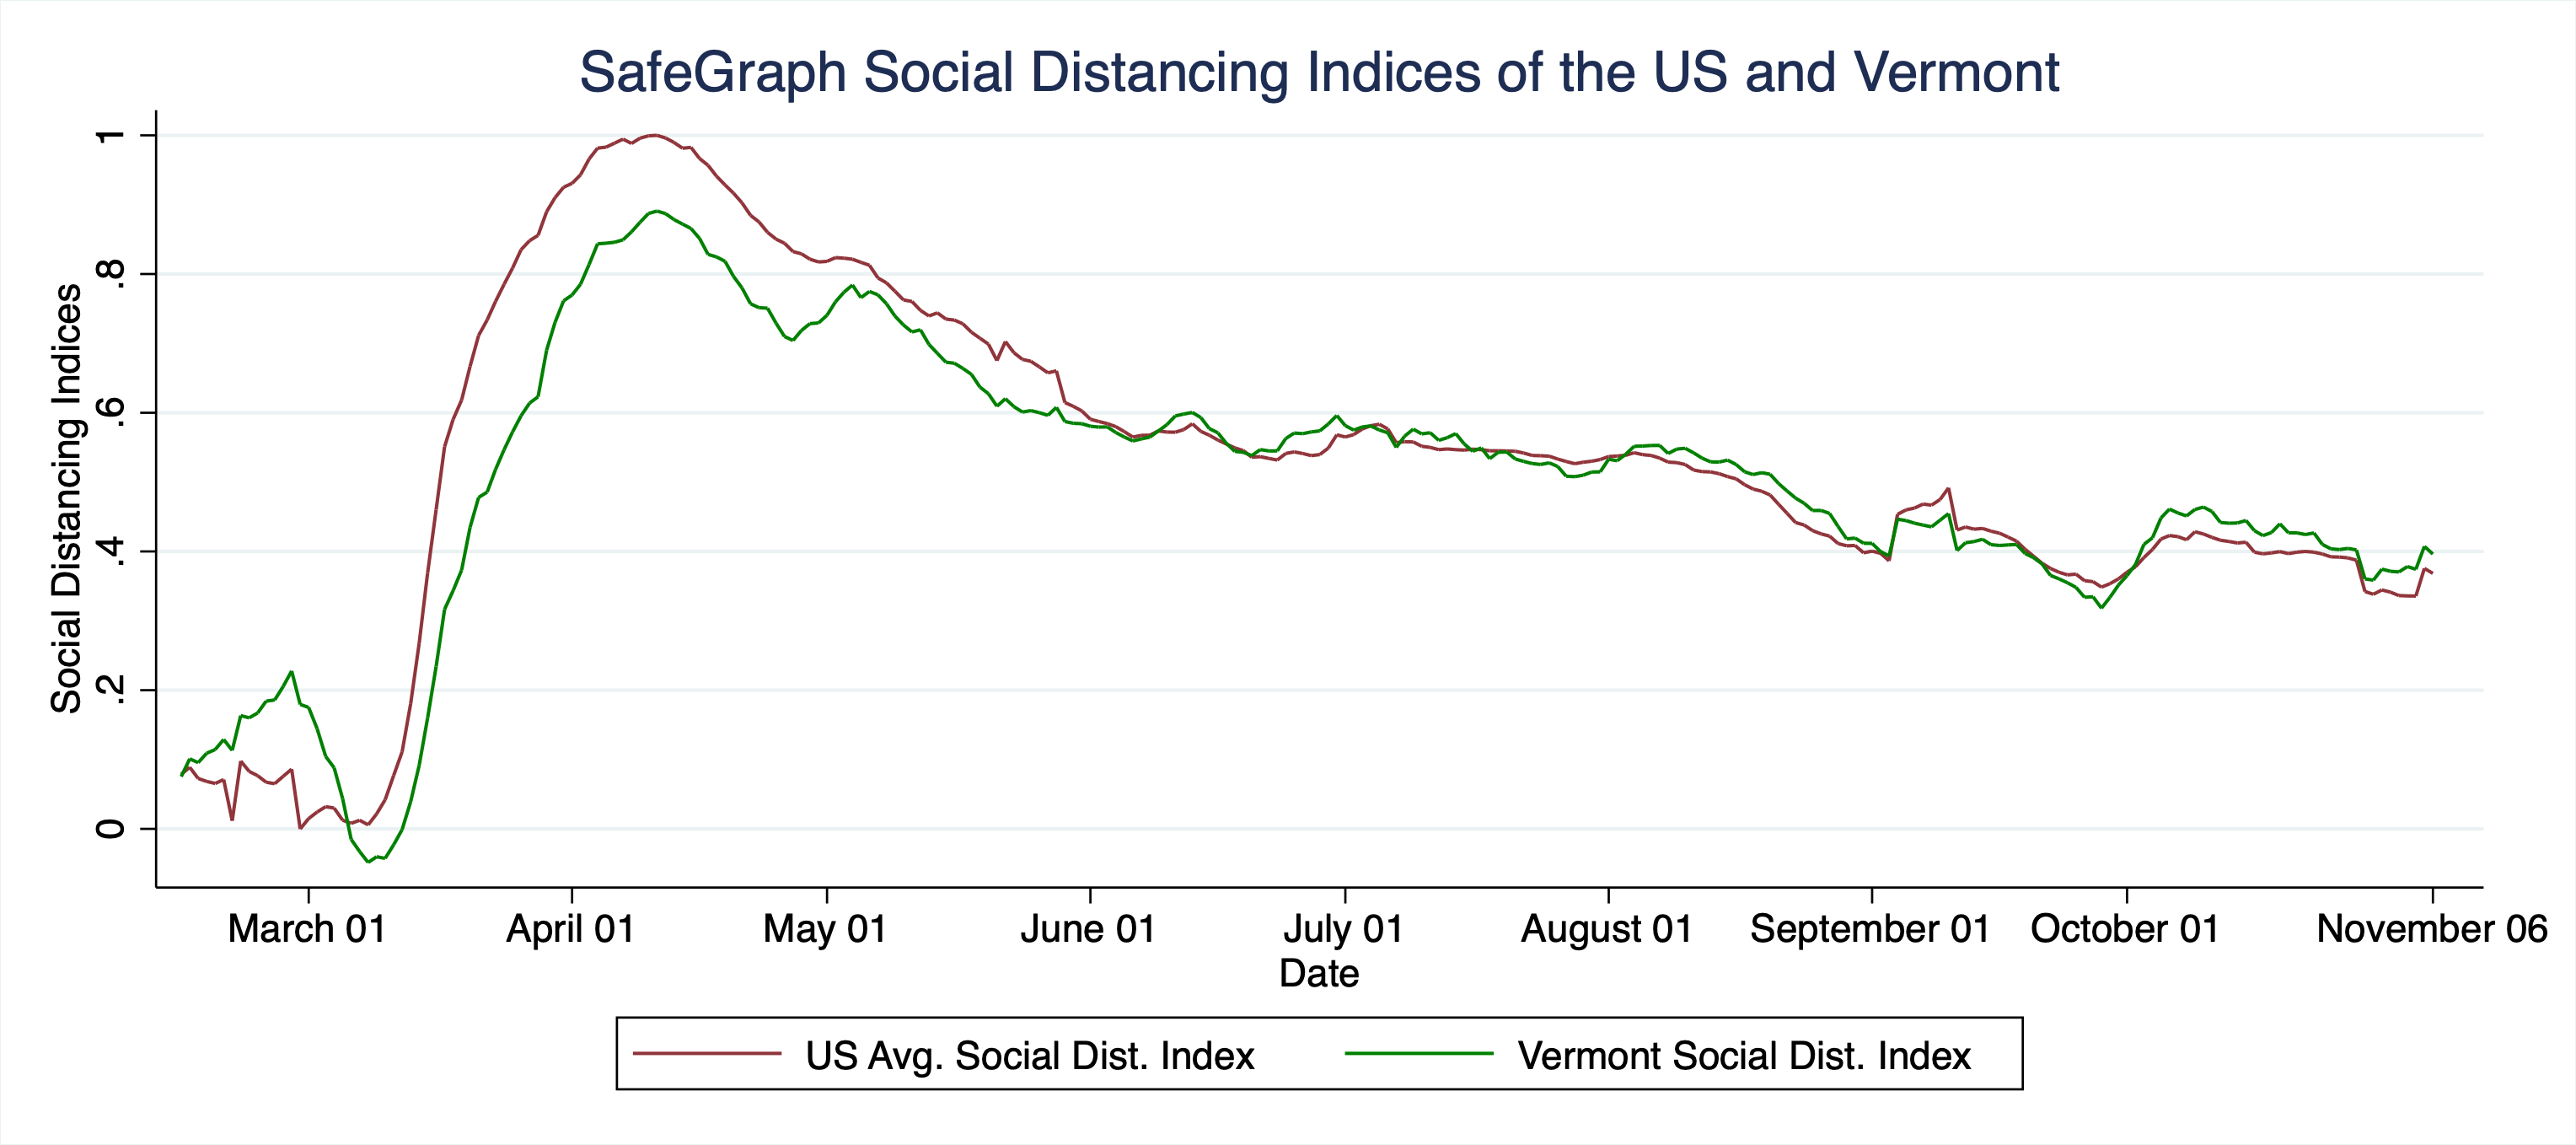 SafeGraph Social Distancing Indices of the US and Vermont
Social Distancing Indices
1
.8
.6
.4
.2
0
March 01
April 01
May 01
June 01
July 01
August 01
September 01
October 01
November 06
Date
US Avg. Social Dist. Index
Vermont Social Dist. Index